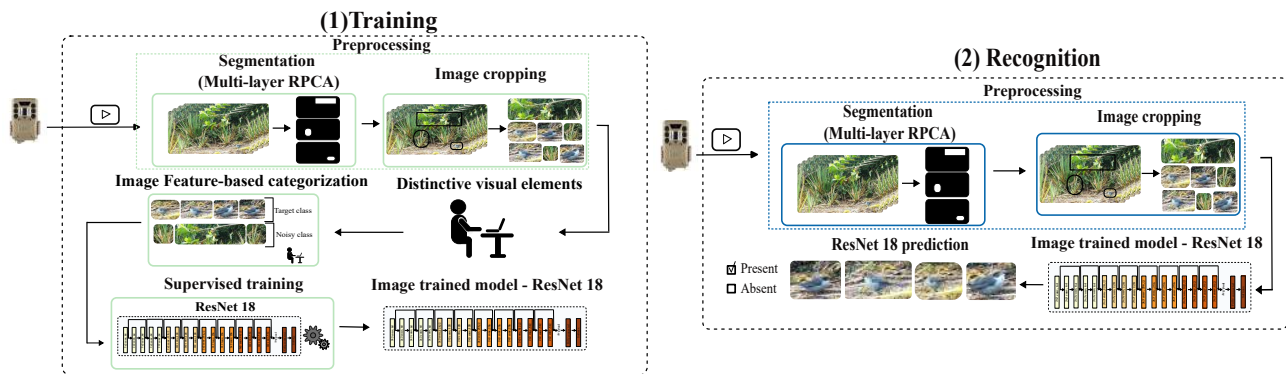 (1)Training
Preprocessing
Segmentation
(Multi-layer RPCA)
Image cropping
Image Feature-based categorization
Distinctive visual elements
Target class
Noisy class
Supervised training
ResNet 18
Image trained model - ResNet 18
(2) Recognition
Preprocessing
Segmentation
(Multi-layer RPCA)
Image cropping
ResNet 18 prediction
Image trained model - ResNet 18
Present
Absent